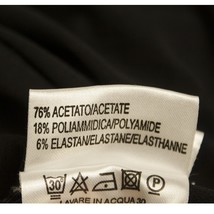 76% ACETATO/ACETATE
18% POLIAMMIDICA/POLYAMIDE
6% ELASTAN/ELASTANE/ELASTHANNE
30 P
LAVARE IN ACQUA 30